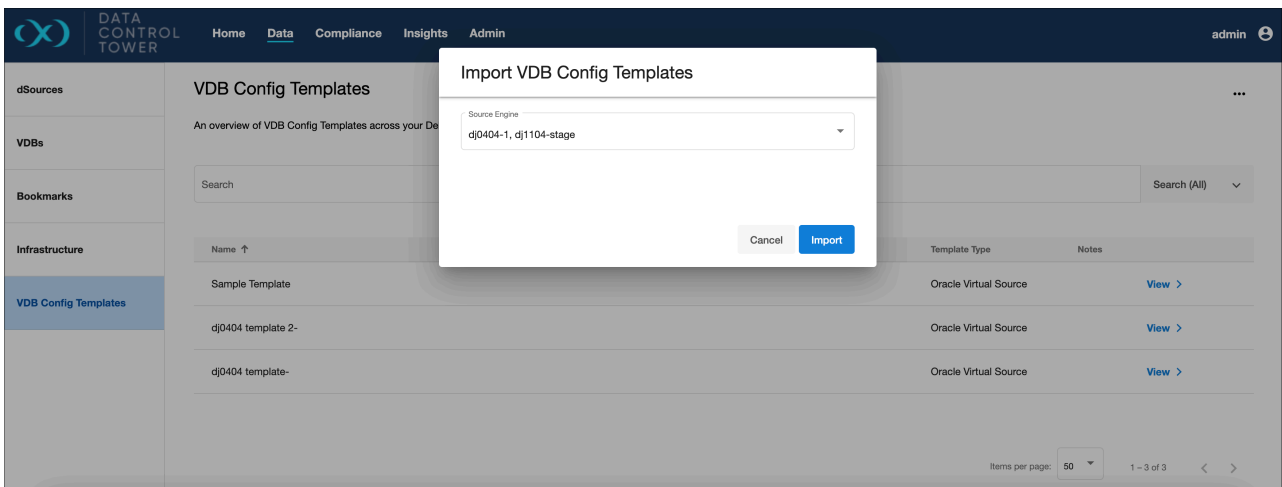 DATA
CONTROL
TOWER
Home Data Compliance Insights Admin
admin
dSources
VDBs
Bookmarks
Infrastructure
VDB Config Templates
VDB Config Templates
...
An overview of VDB Config Templates across your De
Import VDB Config Templates
Source Engine
dj0404-1, dj1104-stage
Cancel Import
Search
Search (All)
Name ↑ Template Type Notes
Sample Template Oracle Virtual Source View >
dj0404 template 2- Oracle Virtual Source View >
dj0404 template- Oracle Virtual Source View >
Items per page: 50 1 – 3 of 3 < >